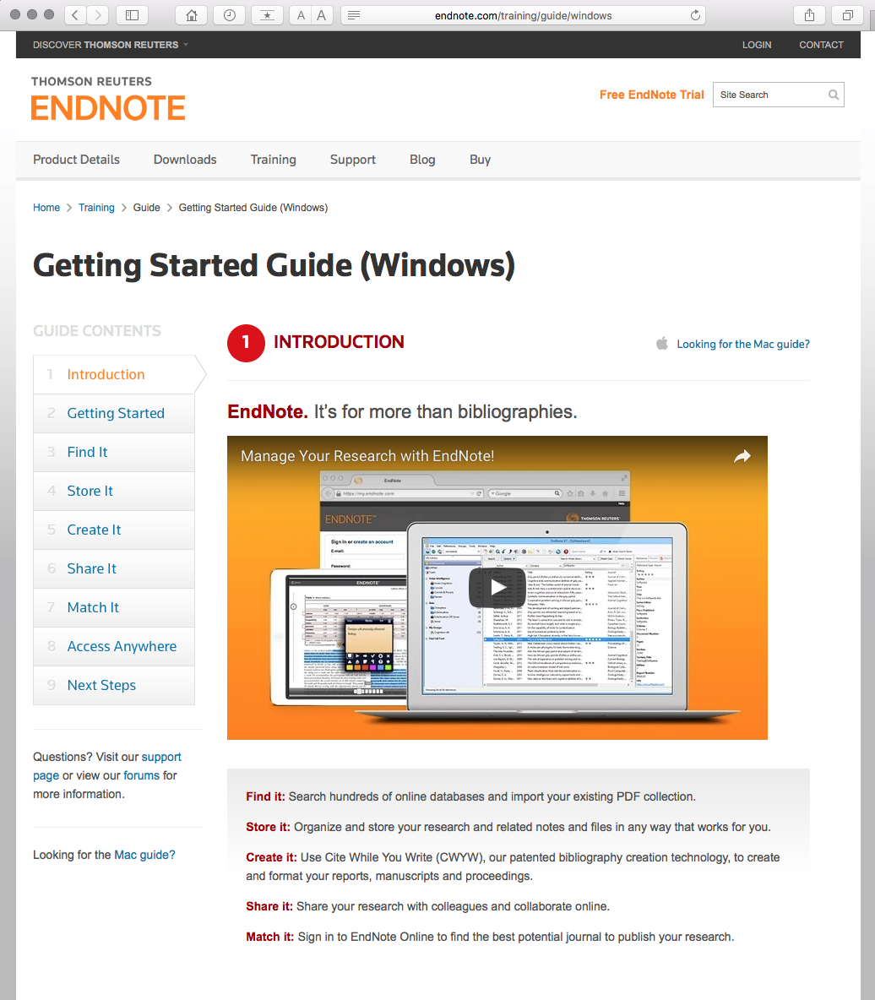 A A
endnote.com/training/guide/windows
DISCOVER THOMSON REUTERS
LOGIN CONTACT
THOMSON REUTERS
ENDNOTE
Free EndNote Trial
Site Search
Product Details Downloads Training Support Blog Buy
Home > Training > Guide > Getting Started Guide (Windows)
Getting Started Guide (Windows)
GUIDE CONTENTS
1 Introduction
2 Getting Started
3 Find It
4 Store It
5 Create It
6 Share It
7 Match It
8 Access Anywhere
9 Next Steps
Questions? Visit our support
page or view our forums for
more information.
Looking for the Mac guide?
1 INTRODUCTION
Looking for the Mac guide?
EndNote. It's for more than bibliographies.
Manage Your Research with EndNote!
EndNote
https://my.endnote.com
Google
Help
ENDNOTE™
THOMSON REUTERS
Sign In or create an account
E-mail:
Password:
ENDNOTE
Find it: Search hundreds of online databases and import your existing PDF collection.
Store it: Organize and store your research and related notes and files in any way that works for you.
Create it: Use Cite While You Write (CWYW), our patented bibliography creation technology, to create
and format your reports, manuscripts and proceedings.
Share it: Share your research with colleagues and collaborate online.
Match it: Sign in to EndNote Online to find the best potential journal to publish your research.